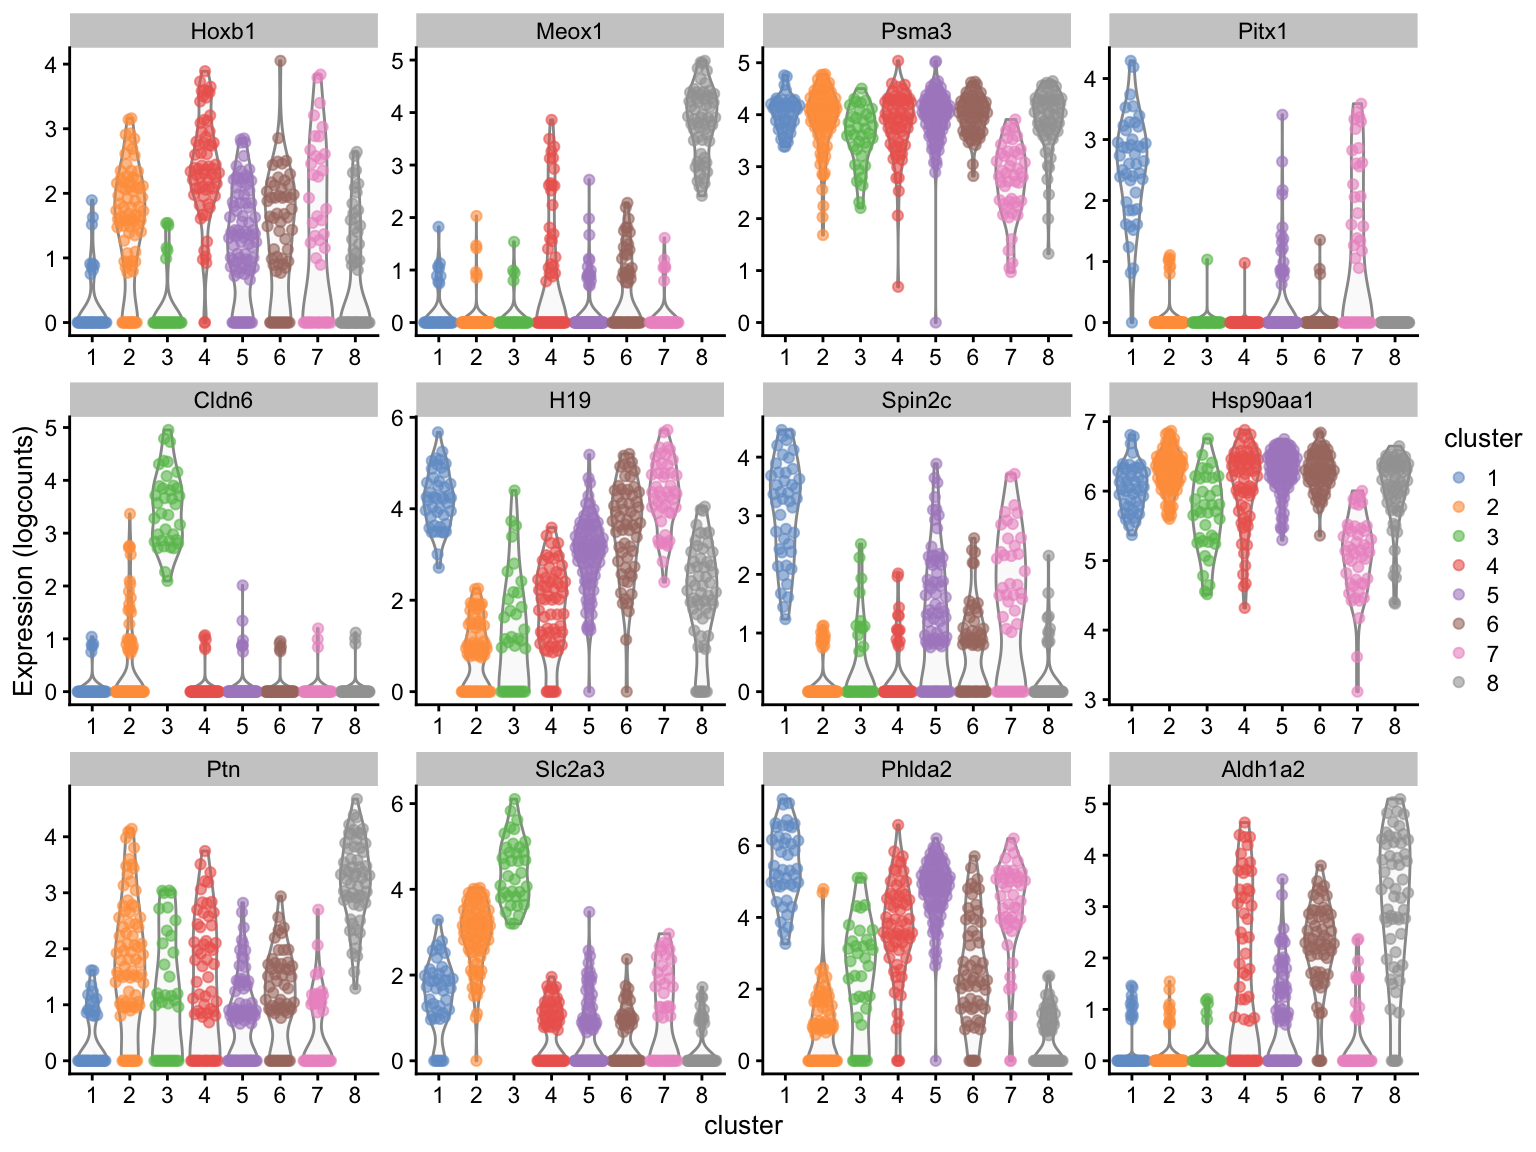 Hoxb1 Meox1 Psma3 Pitx1
4 3 2 1 0
5 4 3 2 1 0
5 4 3 2 1 0
4 3 2 1 0
1 2 3 4 5 6 7 8
1 2 3 4 5 6 7 8
1 2 3 4 5 6 7 8
1 2 3 4 5 6 7 8
Expression (logcounts)
Cldn6 H19 Spin2c Hsp90aa1
5 4 3 2 1 0
6 4 2 0
4 3 2 1 0
7 6 5 4 3
1 2 3 4 5 6 7 8
1 2 3 4 5 6 7 8
1 2 3 4 5 6 7 8
1 2 3 4 5 6 7 8
Ptn Slc2a3 Phlda2 Aldh1a2
4 3 2 1 0
6 4 2 0
6 4 2 0
5 4 3 2 1 0
1 2 3 4 5 6 7 8
1 2 3 4 5 6 7 8
1 2 3 4 5 6 7 8
1 2 3 4 5 6 7 8
cluster
cluster
1
2
3
4
5
6
7
8